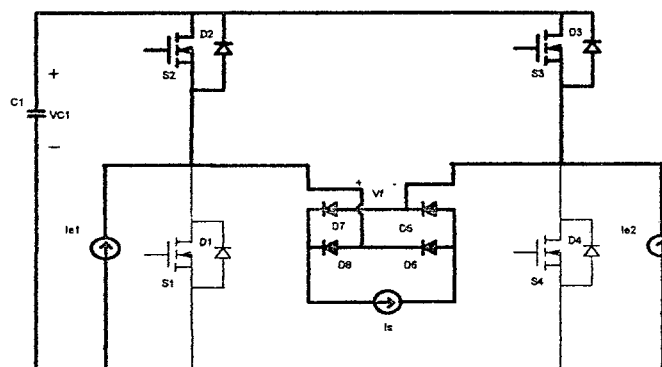 D2
D3
S2
S3
+
C1
VC1
−
+
Vf
-
Ie1
D1
D7
D5
D4
Ie2
D8
D6
S1
S4
Is